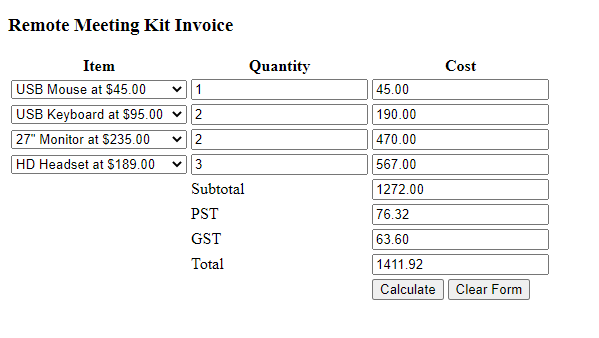 Remote Meeting Kit Invoice
Item Quantity Cost
USB Mouse at $45.00 1 45.00
USB Keyboard at $95.00 2 190.00
27" Monitor at $235.00 2 470.00
HD Headset at $189.00 3 567.00
Subtotal 1272.00
PST 76.32
GST 63.60
Total 1411.92
Calculate Clear Form